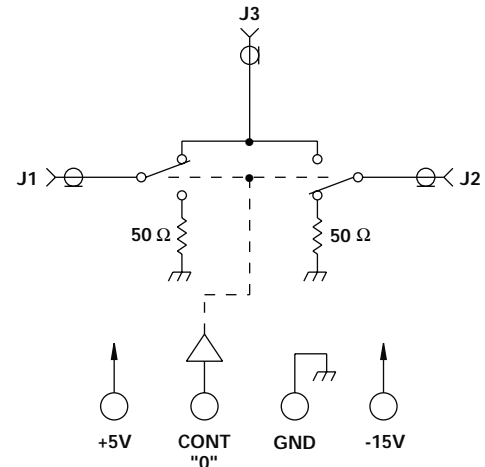 J3
J1
J2
50 Ω
50 Ω
+5V
CONT
"0"
GND
-15V